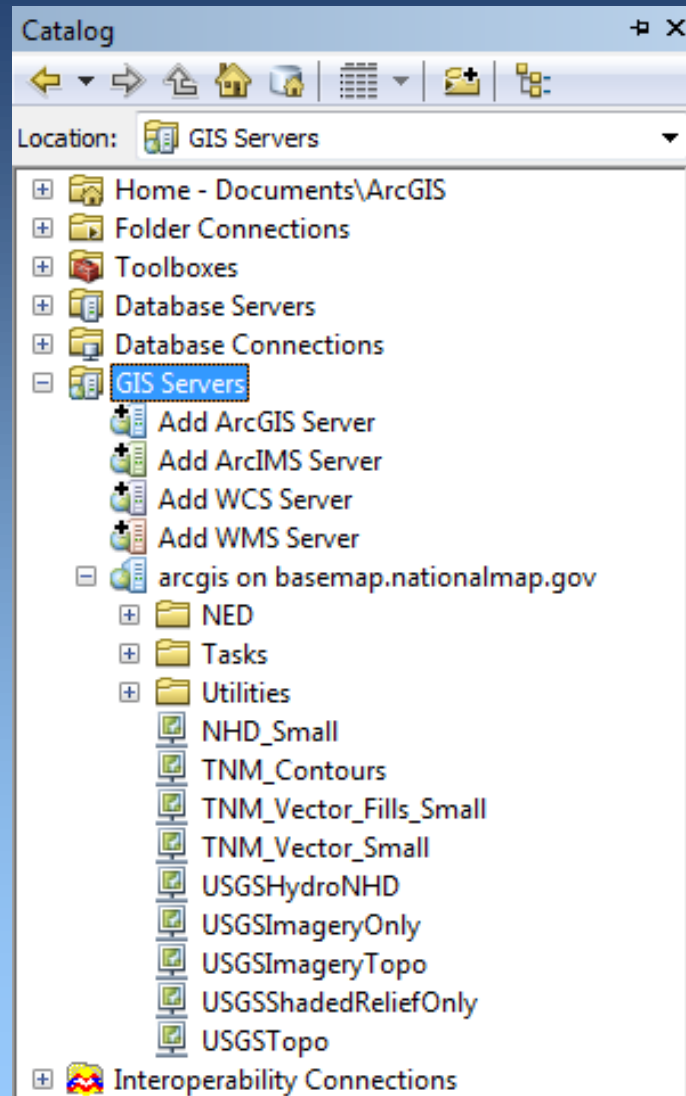 Catalog
Location: GIS Servers
Home - Documents\ArcGIS
Folder Connections
Toolboxes
Database Servers
Database Connections
GIS Servers
Add ArcGIS Server
Add ArcIMS Server
Add WCS Server
Add WMS Server
arcgis on basemap.nationalmap.gov
NED
Tasks
Utilities
NHD_Small
TNM_Contours
TNM_Vector_Fills_Small
TNM_Vector_Small
USGSHydroNHD
USGSImageryOnly
USGSImageryTopo
USGSShadedReliefOnly
USGSTopo
Interoperability Connections